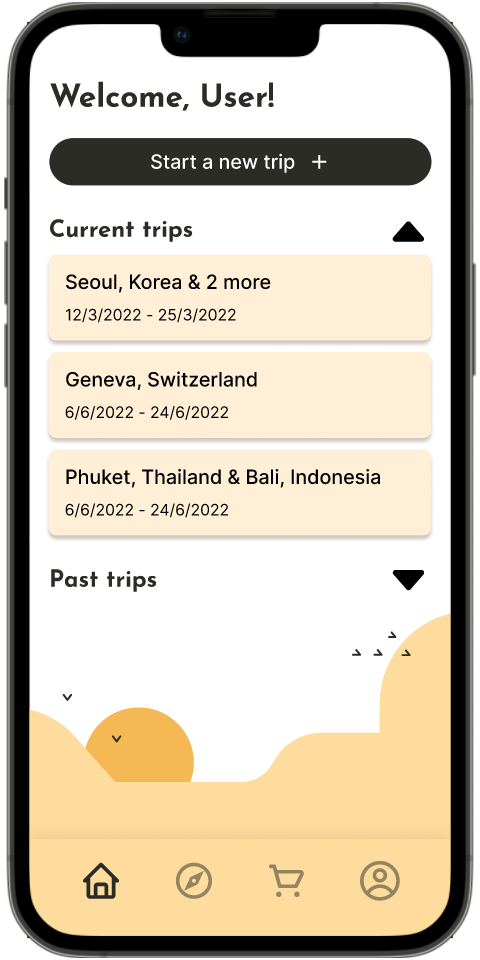 Welcome, User!
Start a new trip +
Current trips
Seoul, Korea & 2 more
12/3/2022 - 25/3/2022
Geneva, Switzerland
6/6/2022 - 24/6/2022
Phuket, Thailand & Bali, Indonesia
6/6/2022 - 24/6/2022
Past trips